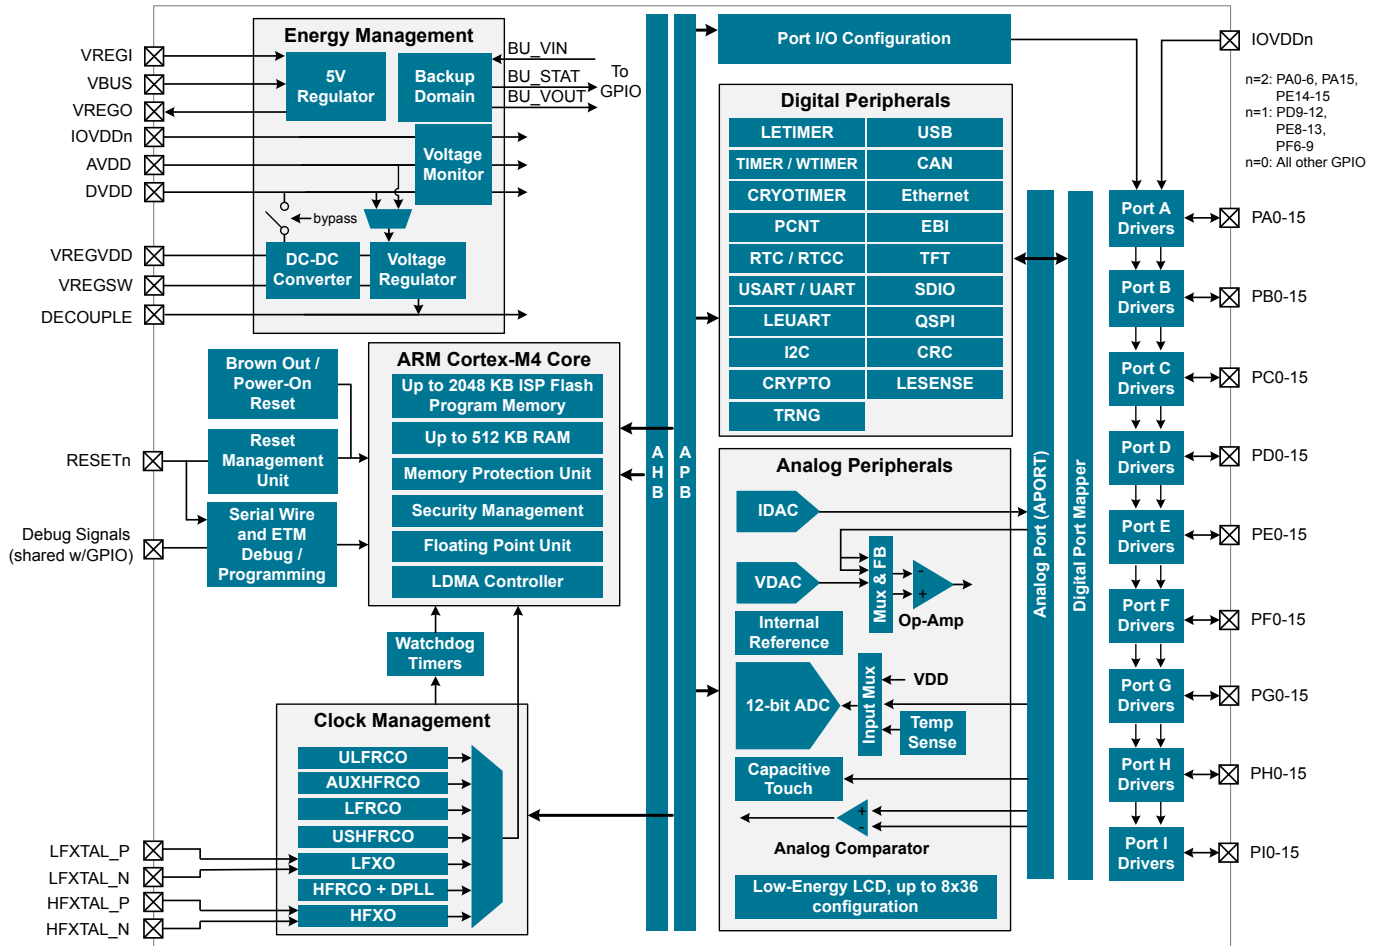 VREGI
VBUS
VREGO
IOVDDn
AVDD
DVDD
VREGVDD
VREGSW
DECOUPLE
Energy Management
5V
Regulator
Backup
Domain
BU_VIN
BU_STAT
BU_VOUT
To
GPIO
Voltage
Monitor
bypass
DC-DC
Converter
Voltage
Regulator
Brown Out /
Power-On
Reset
Reset
Management
Unit
Serial Wire
and ETM
Debug /
Programming
RESETn
Debug Signals
(shared w/GPIO)
ARM Cortex-M4 Core
Up to 2048 KB ISP Flash
Program Memory
Up to 512 KB RAM
Memory Protection Unit
Security Management
Floating Point Unit
LDMA Controller
Watchdog
Timers
Clock Management
ULFRCO
AUXHFRCO
LFRCO
USHFRCO
LFXO
HFRCO + DPLL
HFXO
LFXTAL_P
LFXTAL_N
HFXTAL_P
HFXTAL_N
AHB
APB
Port I/O Configuration
Digital Peripherals
LETIMER
USB
TIMER / WTIMER
CAN
CRYOTIMER
Ethernet
PCNT
EBI
RTC / RTCC
TFT
USART / UART
SDIO
LEUART
QSPI
I2C
CRC
CRYPTO
LESENSE
TRNG
Analog Peripherals
IDAC
VDAC
Mux & FB
-
+
Op-Amp
Internal
Reference
12-bit ADC
Input Mux
VDD
Temp
Sense
Capacitive
Touch
+
-
Analog Comparator
Low-Energy LCD, up to 8x36
configuration
Analog Port (APORT)
Digital Port Mapper
IOVDDn
n=2: PA0-6, PA15,
PE14-15
n=1: PD9-12,
PE8-13,
PF6-9
n=0: All other GPIO
Port A
Drivers
PA0-15
Port B
Drivers
PB0-15
Port C
Drivers
PC0-15
Port D
Drivers
PD0-15
Port E
Drivers
PE0-15
Port F
Drivers
PF0-15
Port G
Drivers
PG0-15
Port H
Drivers
PH0-15
Port I
Drivers
PI0-15